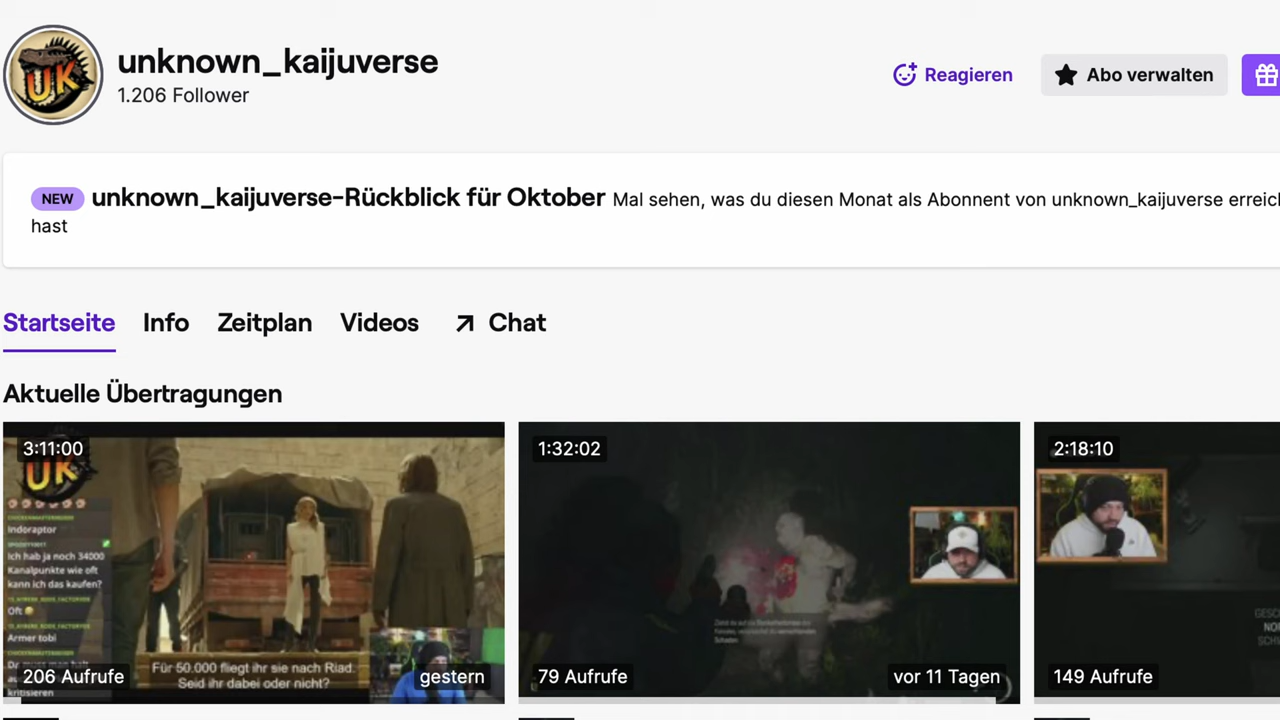 UK
unknown_kaijuverse
1.206 Follower
Reagieren
Abo verwalten
NEW unknown_kaijuverse-Rückblick für Oktober Mal sehen, was du diesen Monat als Abonnent von unknown_kaijuverse
hast
Startseite Info Zeitplan Videos Chat
Aktuelle Übertragungen
3:11:00
UK
Indoraptor
Ich hab ja noch 34000
Kanalpunkte wie oft
kann ich das kaufen?
Oft
Armer tobi
kritisieren
206 Aufrufe
Für 50.000 fliegt ihr sie nach Riad.
Seid ihr dabei oder nicht?
gestern
1:32:02
79 Aufrufe
vor 11 Tagen
2:18:10
149 Aufrufe